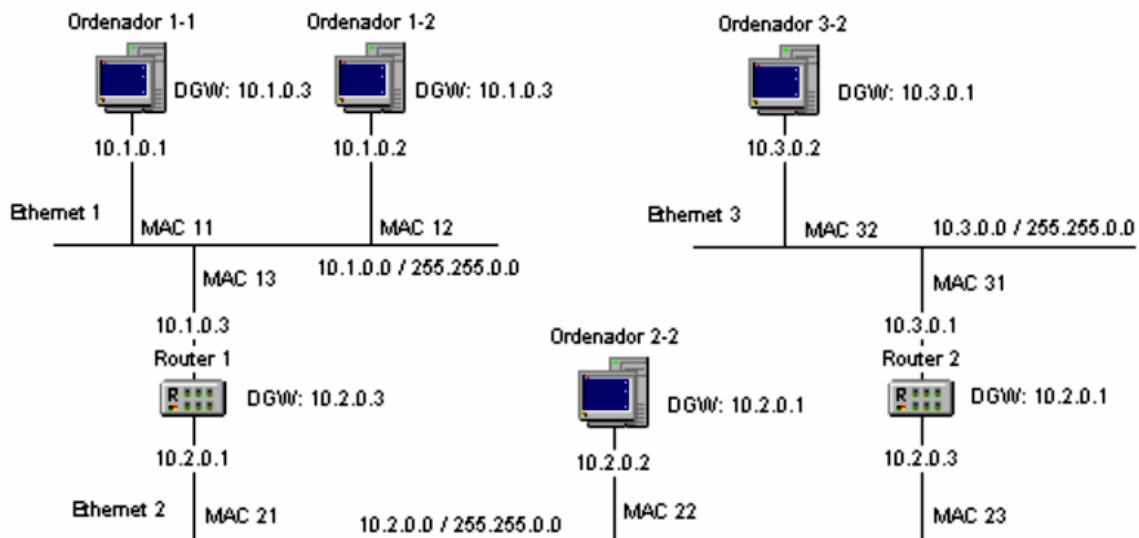 Ordenador 1-1
Ordenador 1-2
Ordenador 3-2
DGW: 10.1.0.3
DGW: 10.1.0.3
DGW: 10.3.0.1
10.1.0.1
10.1.0.2
10.3.0.2
Ethernet 1
MAC 11
MAC 12
Ethernet 3
MAC 32
10.3.0.0 / 255.255.0.0
10.1.0.0 / 255.255.0.0
MAC 13
MAC 31
10.1.0.3
10.3.0.1
Ordenador 2-2
Router 1
Router 2
R
DGW: 10.2.0.3
DGW: 10.2.0.1
R
DGW: 10.2.0.1
10.2.0.1
10.2.0.2
10.2.0.3
Ethernet 2
MAC 21
10.2.0.0 / 255.255.0.0
MAC 22
MAC 23